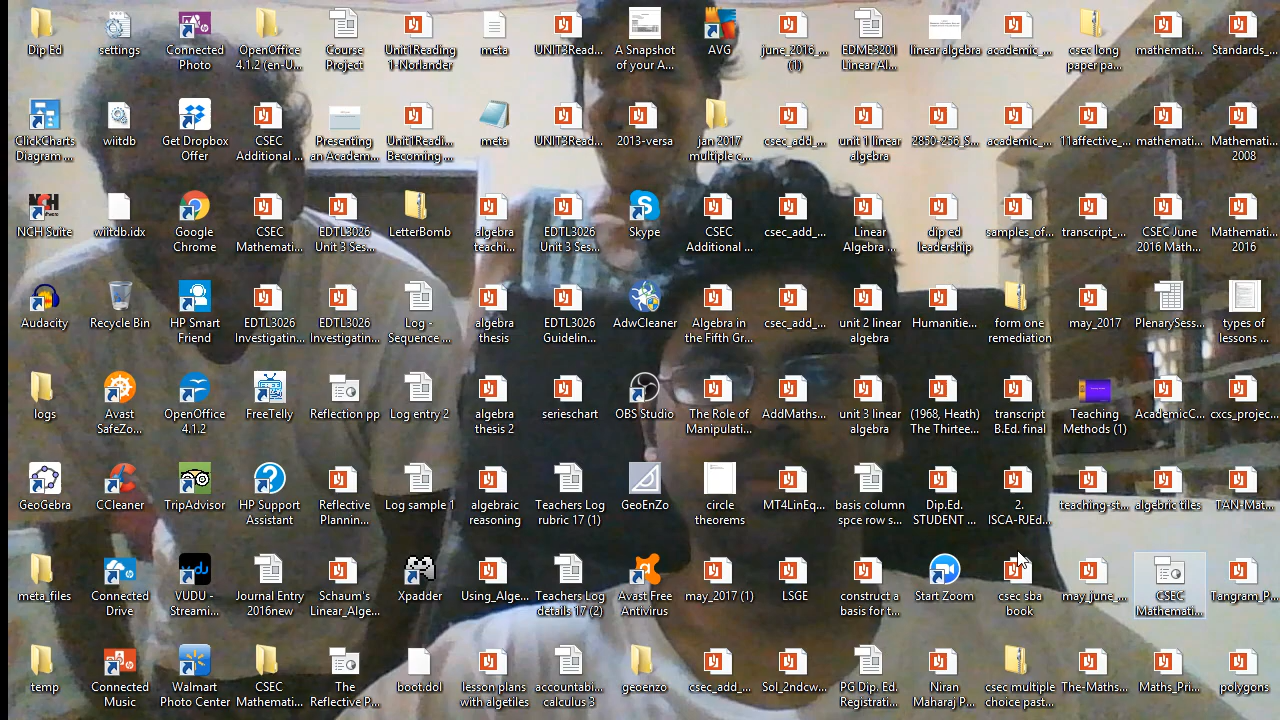 Dip Ed
settings
Connected
Photo
OpenOffice
4.1.2 (en-U...
Course
Project
Unit1Reading
1-Norlander
meta
UNIT3Read...
A Snapshot
of your A...
AVG
june_2016_...
(1)
EDME3201
Linear Al...
linear algebra
academic_...
csec long
paper pa...
mathemati...
Standards_...
ClickCharts
Diagram ...
wiitdb
Get Dropbox
Offer
CSEC
Additional ...
Presenting
an Academ...
Unit1Readi...
Becoming ...
meta
UNIT3Read...
2013-versa
jan 2017
multiple c...
csec_add_...
unit 1 linear
algebra
2850-256_S...
academic_...
11affective_...
mathemati...
Mathemati...
2008
NCH Suite
wiitdb.idx
Google
Chrome
CSEC
Mathemati...
EDTL3026
Unit 3 Ses...
LetterBomb
algebra
teachi...
EDTL3026
Unit 3 Ses...
Skype
CSEC
Additional ...
csec_add_...
Linear
Algebra ...
dip ed
leadership
samples_of...
transcript_...
CSEC June
2016 Math...
Mathemati...
2016
Audacity
Recycle Bin
HP Smart
Friend
EDTL3026
Investigatin...
EDTL3026
Investigatin...
Log -
Sequence ...
algebra
thesis
EDTL3026
Guidelin...
AdwCleaner
Algebra in
the Fifth Gr...
csec_add_...
unit 2 linear
algebra
Humanitie...
form one
remediation
may_2017
PlenarySess...
types of
lessons ...
logs
Avast
SafeZo...
OpenOffice
4.1.2
FreeTelly
Reflection pp
Log entry 2
algebra
thesis 2
serieschart
OBS Studio
The Role of
Manipulati...
AddMaths...
unit 3 linear
algebra
(1968, Heath)
The Thirtee...
transcript
B.Ed. final
Teaching
Methods (1)
AcademicC...
cxcs_projec...
GeoGebra
CCleaner
TripAdvisor
HP Support
Assistant
Reflective
Plannin...
Log sample 1
algebraic
reasoning
Teachers Log
rubric 17 (1)
GeoEnZo
circle
theorems
MT4LinEq...
basis column
spce row s...
Dip.Ed.
STUDENT ...
2.
ISCA-RJEd...
teaching-st...
algebric tiles
TAN-Mat...
meta_files
Connected
Drive
VUDU -
Streami...
Journal Entry
2016new
Schaum's
Linear_Alge...
Xpadder
Using_Alge...
Teachers Log
details 17 (2)
Avast Free
Antivirus
may_2017 (1)
LSGE
construct a
basis for t...
Start Zoom
csec sba
book
may_june_...
CSEC
Mathemati...
Tangram_P...
temp
Connected
Music
Walmart
Photo Center
CSEC
Mathemati...
The
Reflective P...
boot.dol
lesson plans
with algetiles
accountabi...
calculus 3
geoenzo
csec_add_...
Sol_2ndcw...
PG Dip. Ed.
Registrati...
Niran
Maharaj P...
csec multiple
choice past...
The-Maths...
Maths_Pri...
polygons